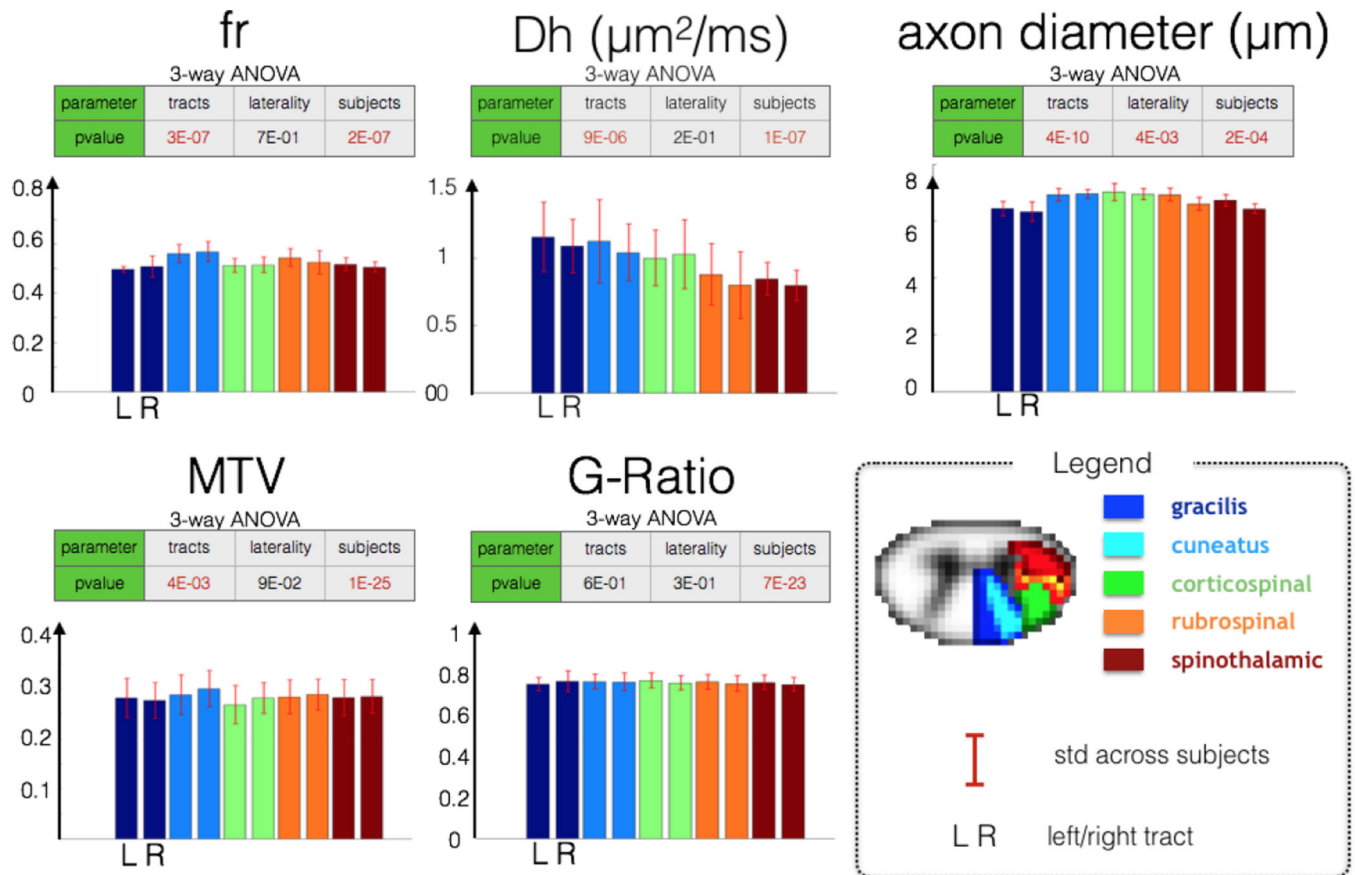 fr
3-way ANOVA
parameter tracts laterality subjects
pvalue 3E-07 7E-01 2E-07
0.8
0.6
0.4
0.2
0
L R
Dh (µm²/ms)
3-way ANOVA
parameter tracts laterality subjects
pvalue 9E-06 2E-01 1E-07
1.5
1
0.5
00
L R
axon diameter (µm)
3-way ANOVA
parameter tracts laterality subjects
pvalue 4E-10 4E-03 2E-04
8
6
4
2
0
L R
MTV
3-way ANOVA
parameter tracts laterality subjects
pvalue 4E-03 9E-02 1E-25
0.4
0.3
0.2
0.1
L R
G-Ratio
3-way ANOVA
parameter tracts laterality subjects
pvalue 6E-01 3E-01 7E-23
1
0.8
0.6
0.4
0.2
0
L R
Legend
gracilis
cuneatus
corticospinal
rubrospinal
spinothalamic
std across subjects
L R left/right tract